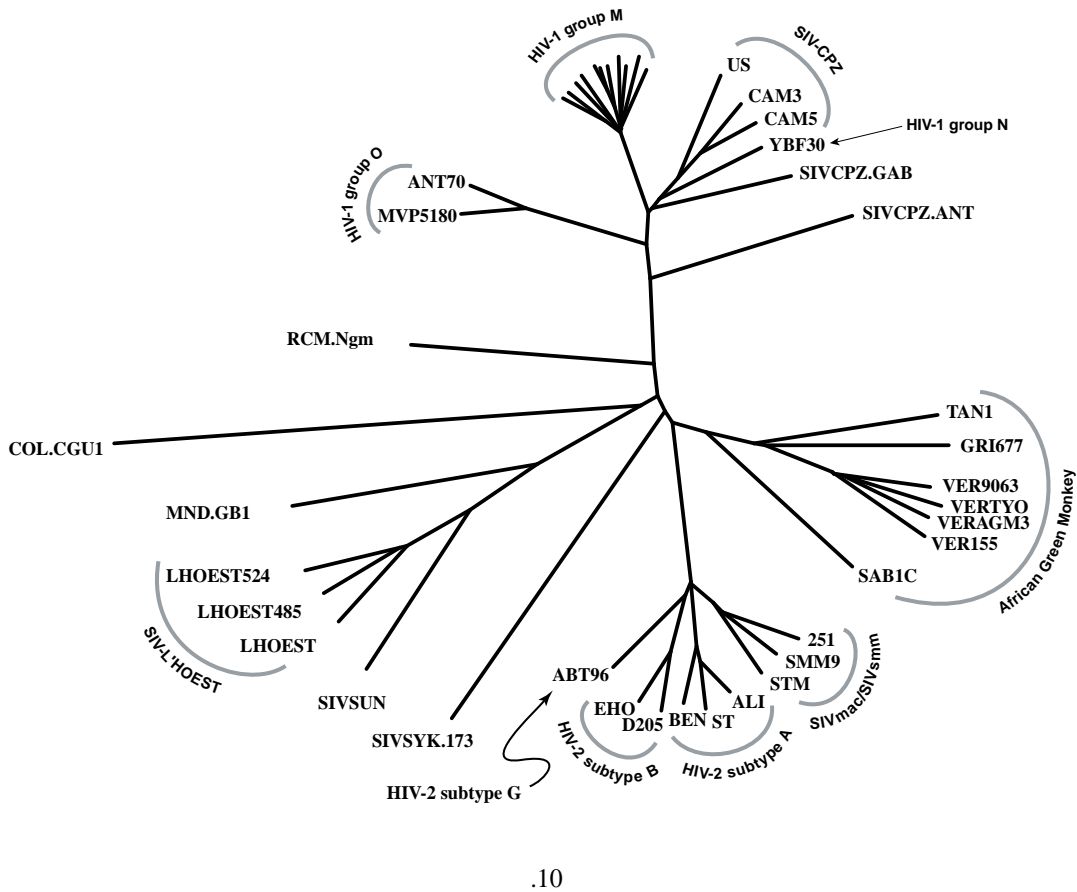 HIV-1 group M
SIV-CPZ
US
CAM3
CAM5
YBF30
HIV-1 group N
SIVCPZ.GAB
SIVCPZ.ANT
HIV-1 group O
ANT70
MVP5180
RCM.Ngm
COL.CGU1
MND.GB1
LHOEST524
LHOEST485
LHOEST
SIV-L'HOEST
SIVSUN
SIVSYK.173
TAN1
GRI677
VER9063
VERTYO
VERAGM3
VER155
African Green Monkey
SAB1C
251
SMM9
STM
SIVmac/SIVsmm
ABT96
EHO
D205
BEN
ST
ALI
HIV-2 subtype B
HIV-2 subtype A
HIV-2 subtype G
.10